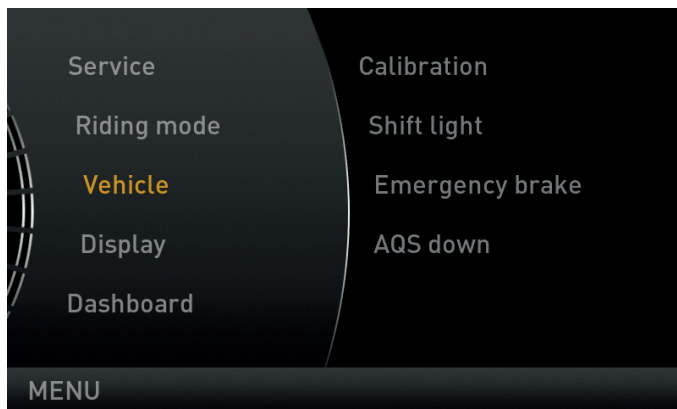 Service
Riding mode
Vehicle
Display
Dashboard
Calibration
Shift light
Emergency brake
AQS down
MENU